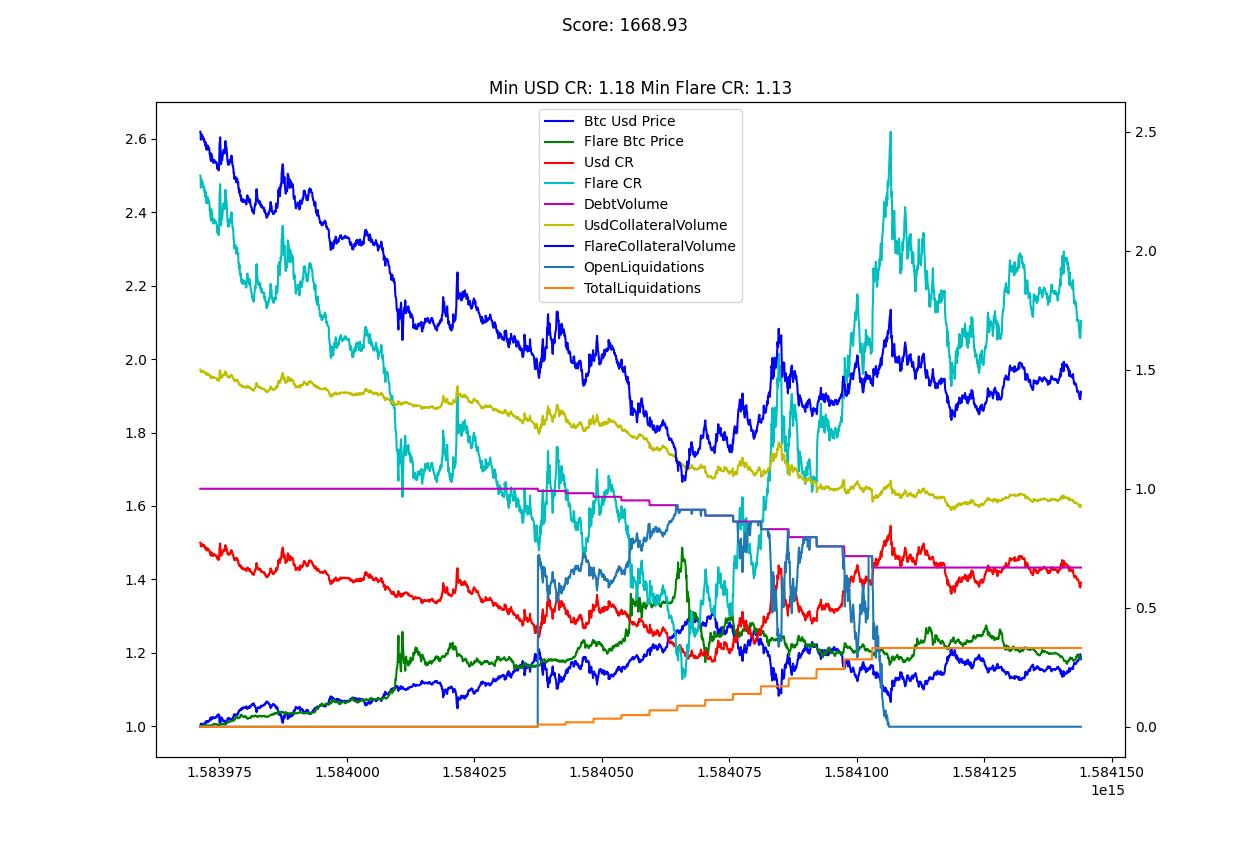 Score: 1668.93
Min USD CR: 1.18 Min Flare CR: 1.13
Btc Usd Price
Flare Btc Price
Usd CR
Flare CR
DebtVolume
UsdCollateralVolume
FlareCollateralVolume
OpenLiquidations
TotalLiquidations
2.6
2.4
2.2
2.0
1.8
1.6
1.4
1.2
1.0
2.5
2.0
1.5
1.0
0.5
0.0
1.583975 1.584000 1.584025 1.584050 1.584075 1.584100 1.584125 1.584150
1e15